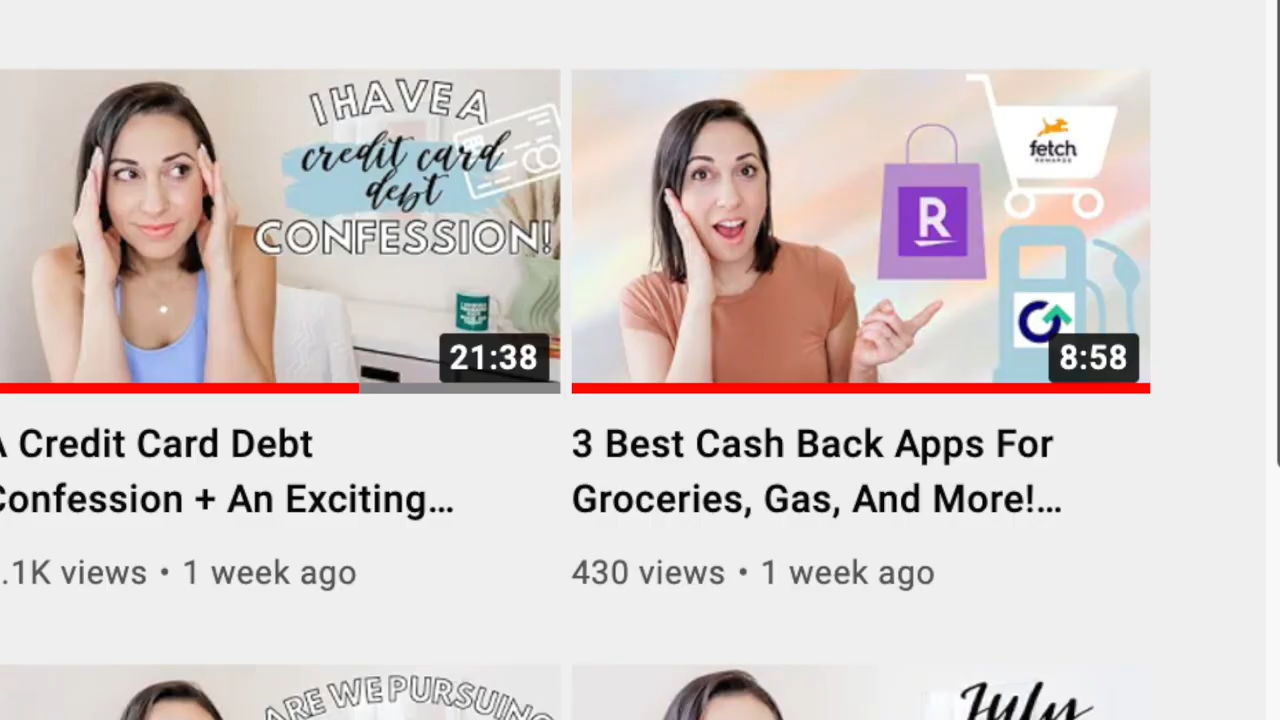 I HAVE A
credit card
debt
CONFESSION!
21:38
fetch
REWARDS
R
8:58
A Credit Card Debt
Confession + An Exciting...
.1K views • 1 week ago
3 Best Cash Back Apps For
Groceries, Gas, And More!...
430 views • 1 week ago
ARE WE PURSUING
July